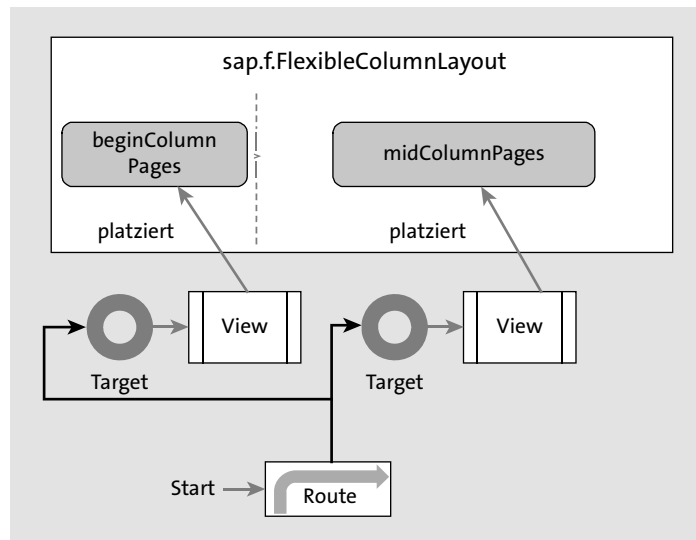 sap.f.FlexibleColumnLayout
beginColumn
Pages
midColumnPages
platziert
platziert
View
View
Target
Target
Start
Route